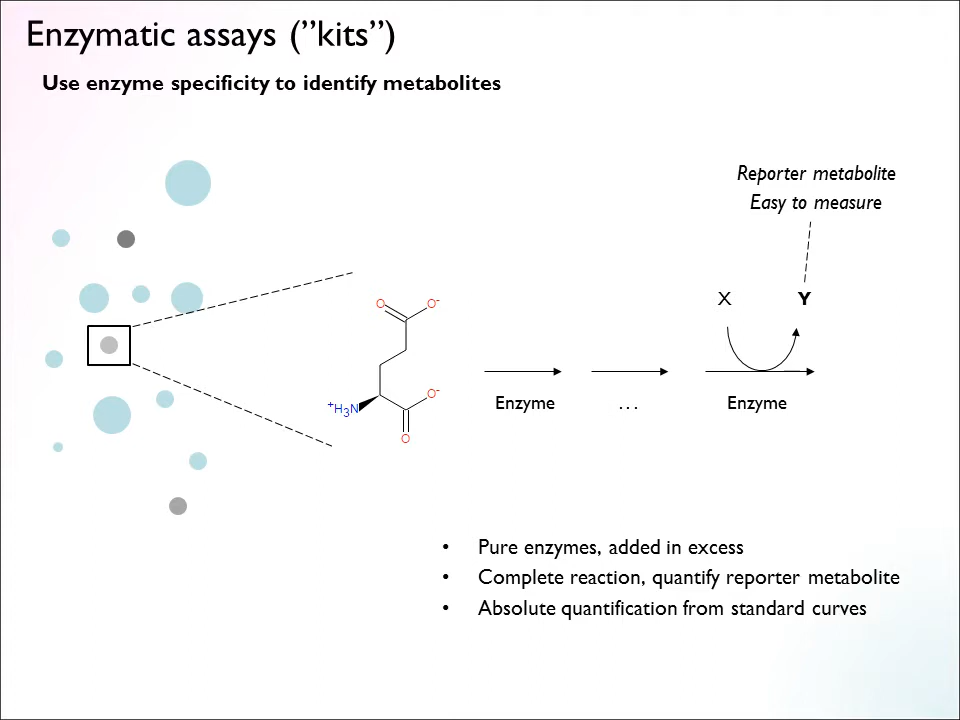 Enzymatic assays (”kits”)
Use enzyme specificity to identify metabolites
Reporter metabolite
Easy to measure
X Y
O O-
O-
+H3N
O
Enzyme ... Enzyme
• Pure enzymes, added in excess
• Complete reaction, quantify reporter metabolite
• Absolute quantification from standard curves